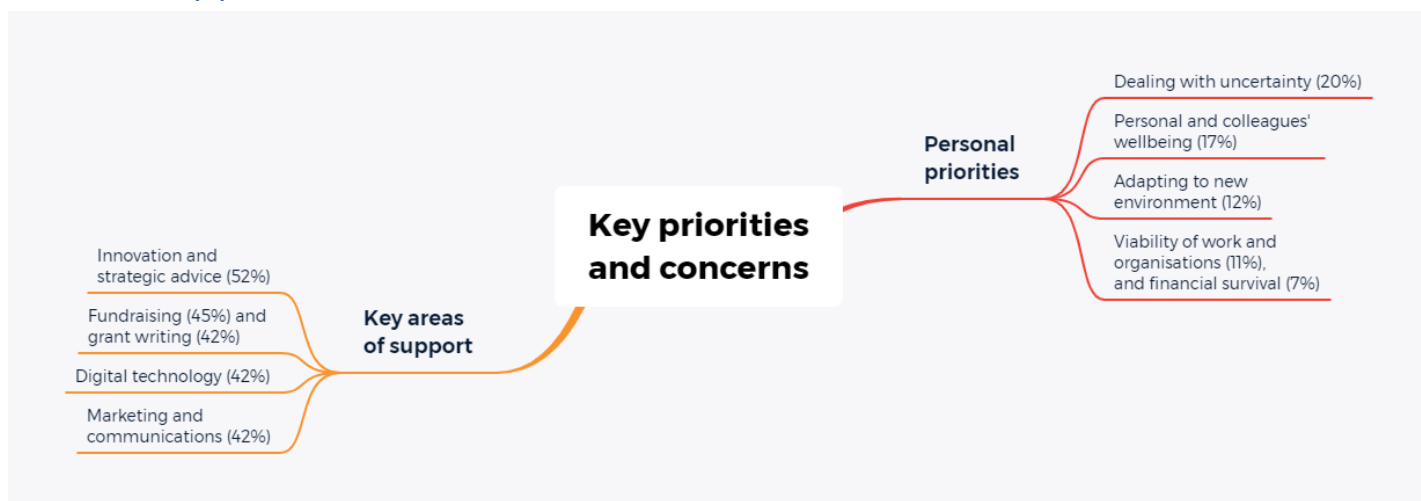 Key priorities
and concerns
Personal
priorities
Dealing with uncertainty (20%)
Personal and colleagues'
wellbeing (17%)
Adapting to new
environment (12%)
Viability of work and
organisations (11%),
and financial survival (7%)
Key areas
of support
Innovation and
strategic advice (52%)
Fundraising (45%) and
grant writing (42%)
Digital technology (42%)
Marketing and
communications (42%)